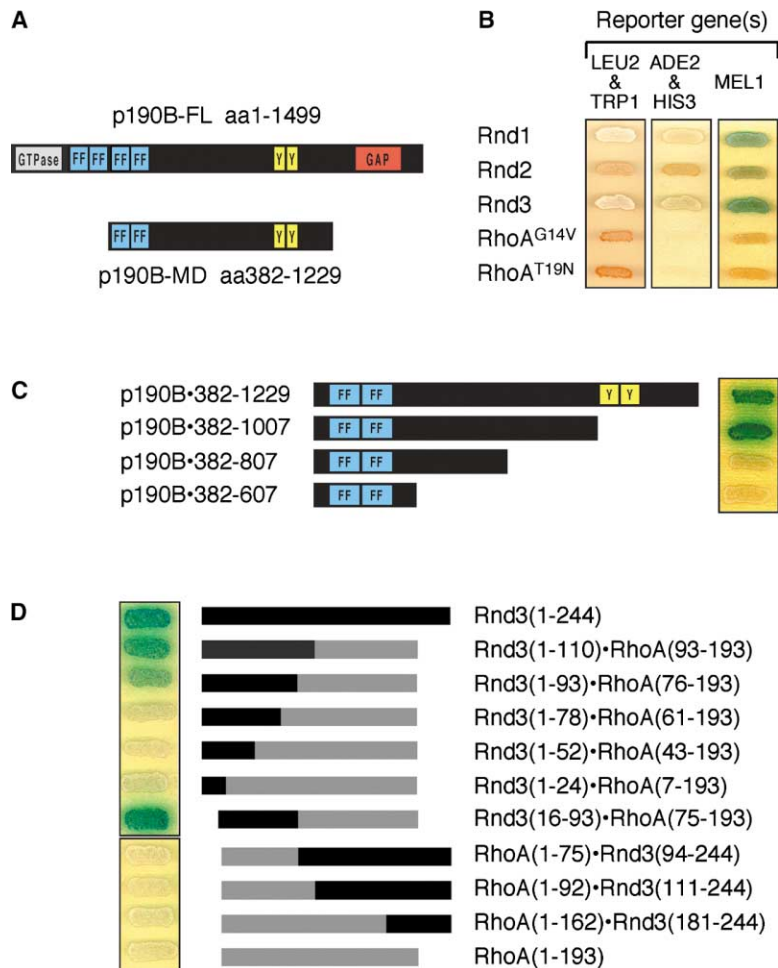 A
p190B-FL aa1-1499
GTPase FF FF FF FF Y Y GAP
FF FF Y Y
p190B-MD aa382-1229
B
Reporter gene(s)
LEU2 & TRP1
ADE2 & HIS3
MEL1
Rnd1
Rnd2
Rnd3
RhoA^G14V
RhoA^T19N
C
p190B•382-1229 FF FF Y Y
p190B•382-1007 FF FF
p190B•382-807 FF FF
p190B•382-607 FF FF
D
Rnd3(1-244)
Rnd3(1-110)•RhoA(93-193)
Rnd3(1-93)•RhoA(76-193)
Rnd3(1-78)•RhoA(61-193)
Rnd3(1-52)•RhoA(43-193)
Rnd3(1-24)•RhoA(7-193)
Rnd3(16-93)•RhoA(75-193)
RhoA(1-75)•Rnd3(94-244)
RhoA(1-92)•Rnd3(111-244)
RhoA(1-162)•Rnd3(181-244)
RhoA(1-193)